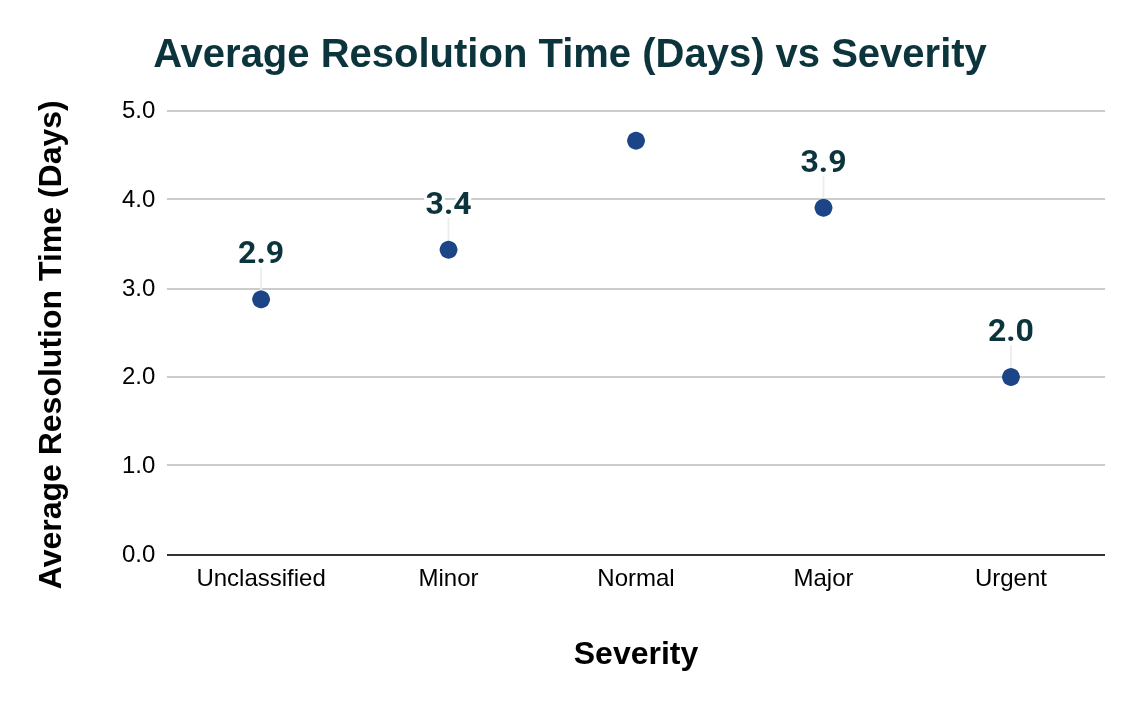 Average Resolution Time (Days) vs Severity
Average Resolution Time (Days)
5.0
4.0
3.0
2.0
1.0
0.0
2.9
3.4
3.9
2.0
Unclassified
Minor
Normal
Major
Urgent
Severity